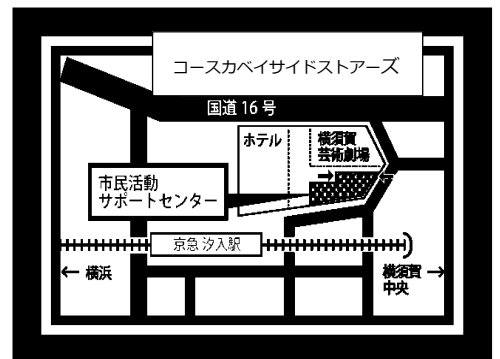 コースカベイサイドストアーズ
国道16号
ホテル
横須賀
芸術劇場
市民活動
サポートセンター
京急 汐入駅
← 横浜
横須賀 →
中央